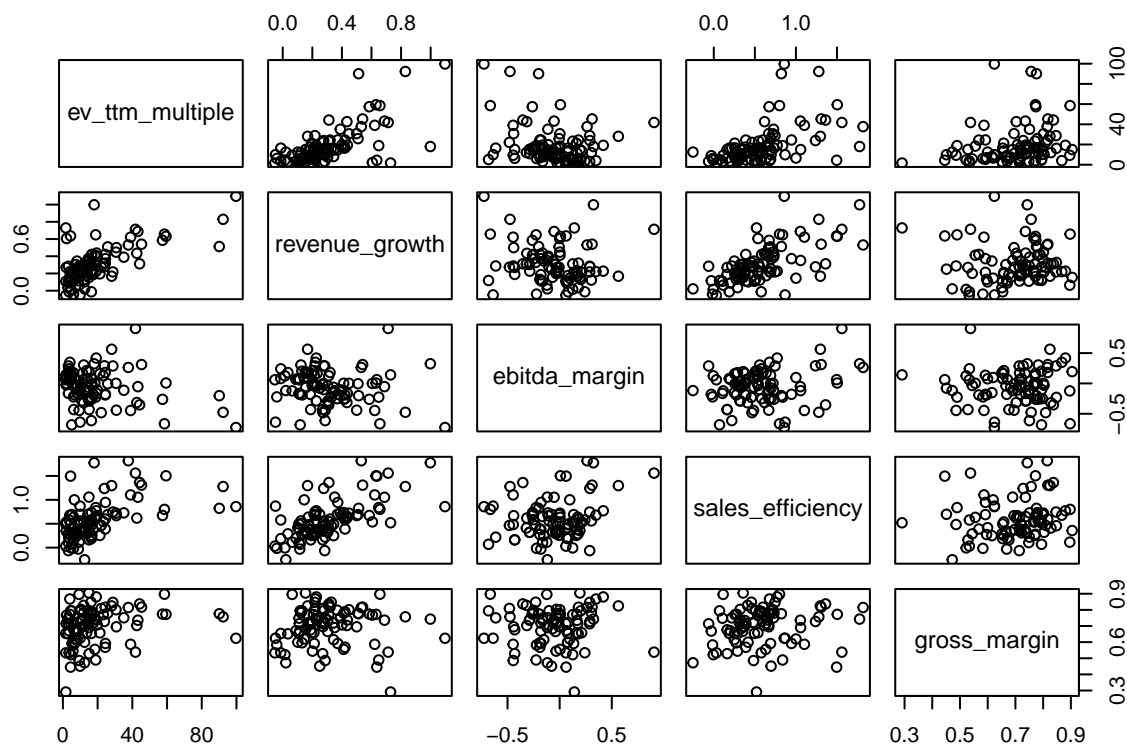 0.0 0.4 0.8
0.0 1.0
ev_ttm_multiple
0 40 100
0.0 0.6
revenue_growth
ebitda_margin
−0.5 0.5
0.0 1.0
sales_efficiency
gross_margin
0.3 0.6 0.9
0 40 80
−0.5 0.5
0.3 0.5 0.7 0.9